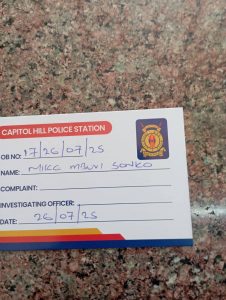 CAPITOL HILL POLICE STATION
OB NO: 17/26/07/25
NAME: MIKE MBUVI SONKO
COMPLAINT:
INVESTIGATING OFFICER:
DATE: 26/07/25